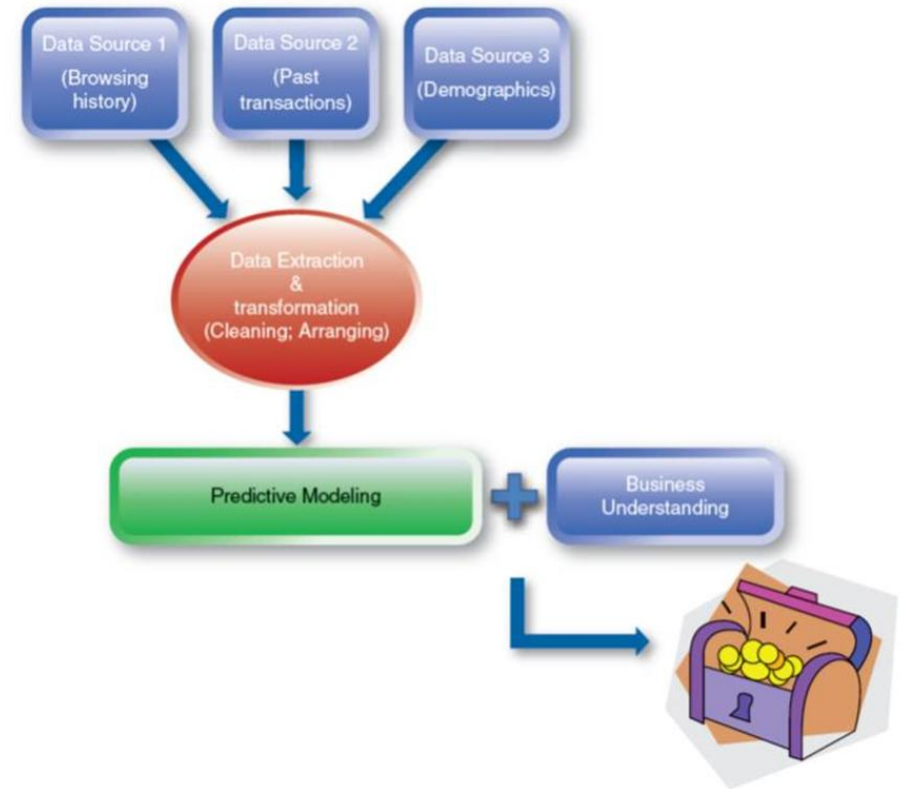 Data Source 1
(Browsing
history)
Data Source 2
(Past
transactions)
Data Source 3
(Demographics)
Data Extraction
&
transformation
(Cleaning; Arranging)
Predictive Modeling
Business
Understanding